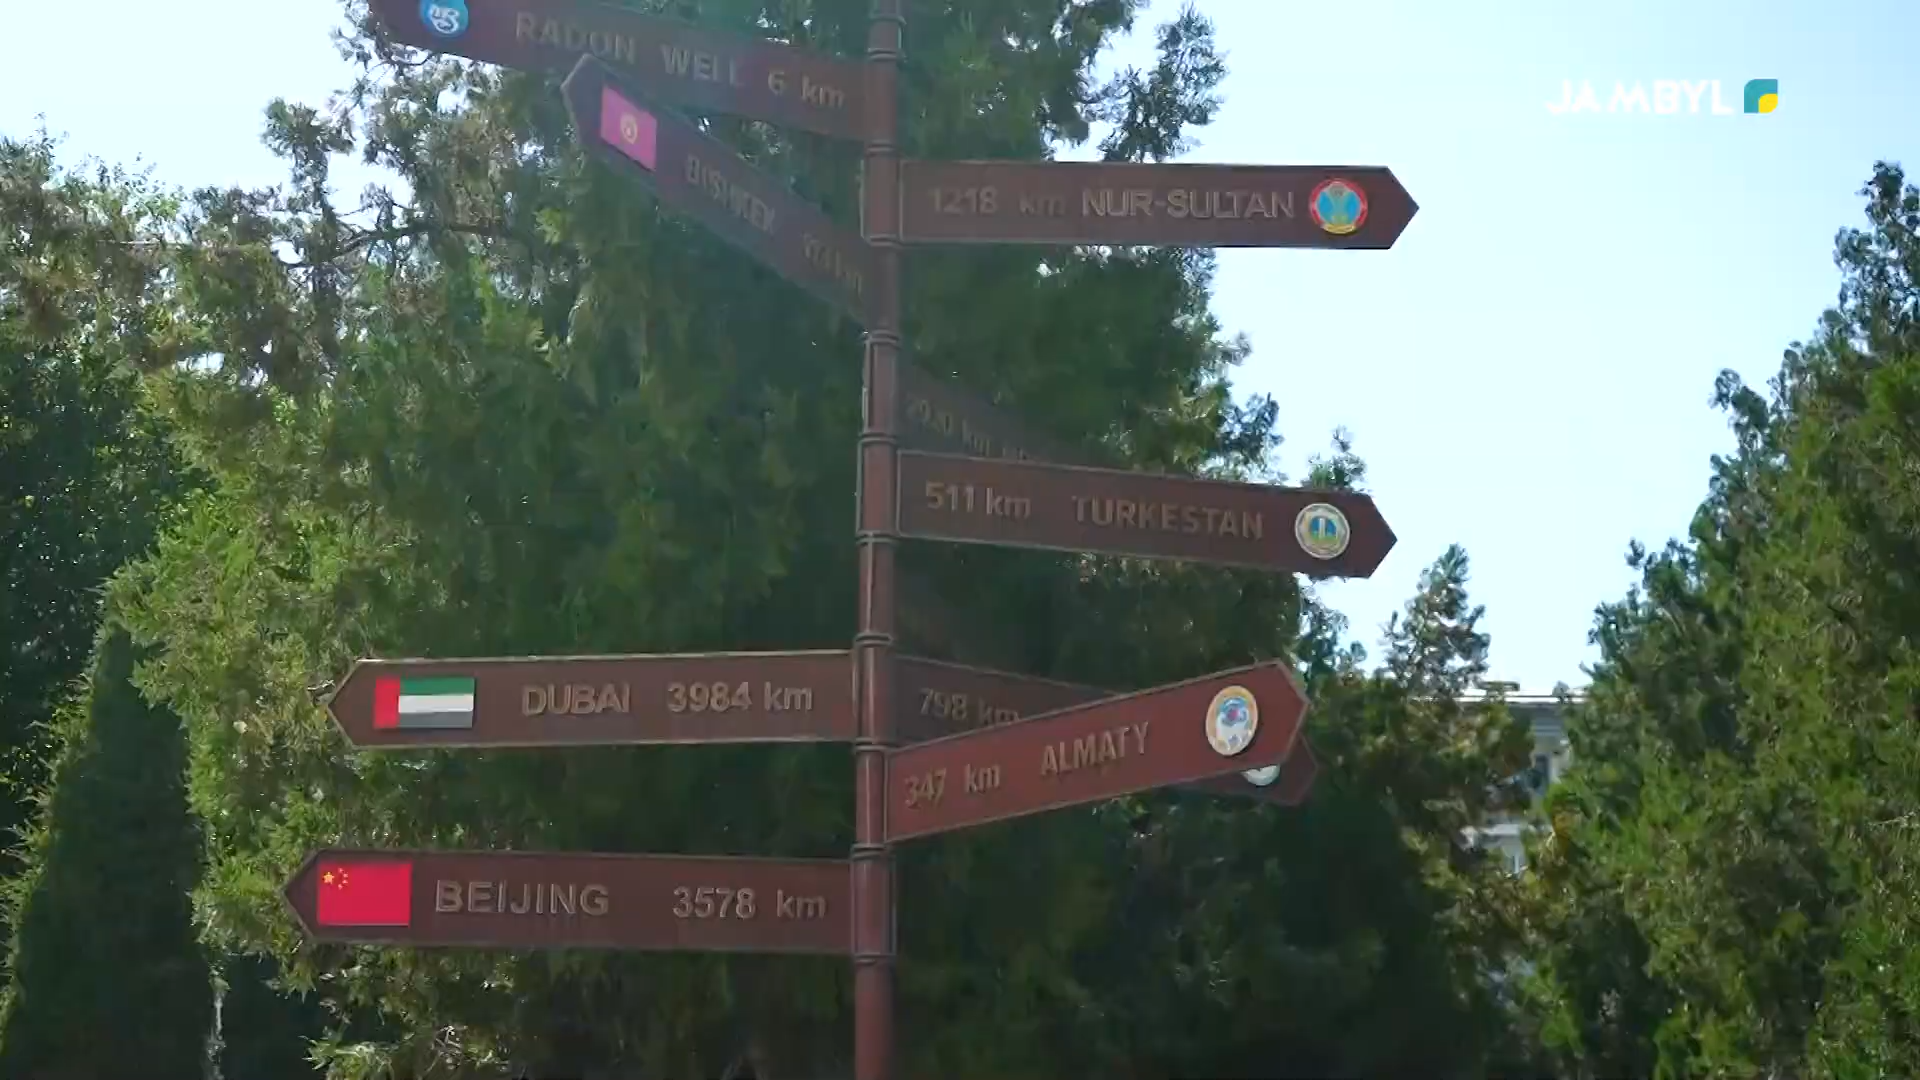 RADON WELL 6 km
JAMBYL
BISHKEK
1218 km NUR-SULTAN
511 km TURKESTAN
DUBAI 3984 km
798 km
347 km ALMATY
BEIJING 3578 km